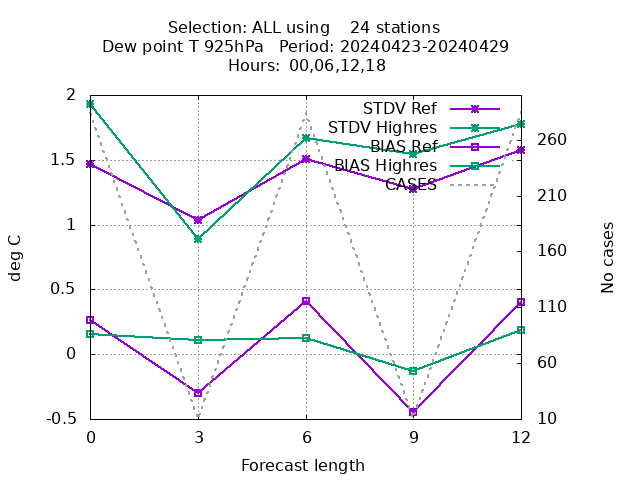 Selection: ALL using    24 stations
Dew point T 925hPa   Period: 20240423-20240429
Hours: 00,06,12,18
STDV Ref
STDV Highres
BIAS Ref
BIAS Highres
CASES
2
1.5
1
0.5
0
-0.5
deg C
260
210
160
110
60
10
No cases
0 3 6 9 12
Forecast length